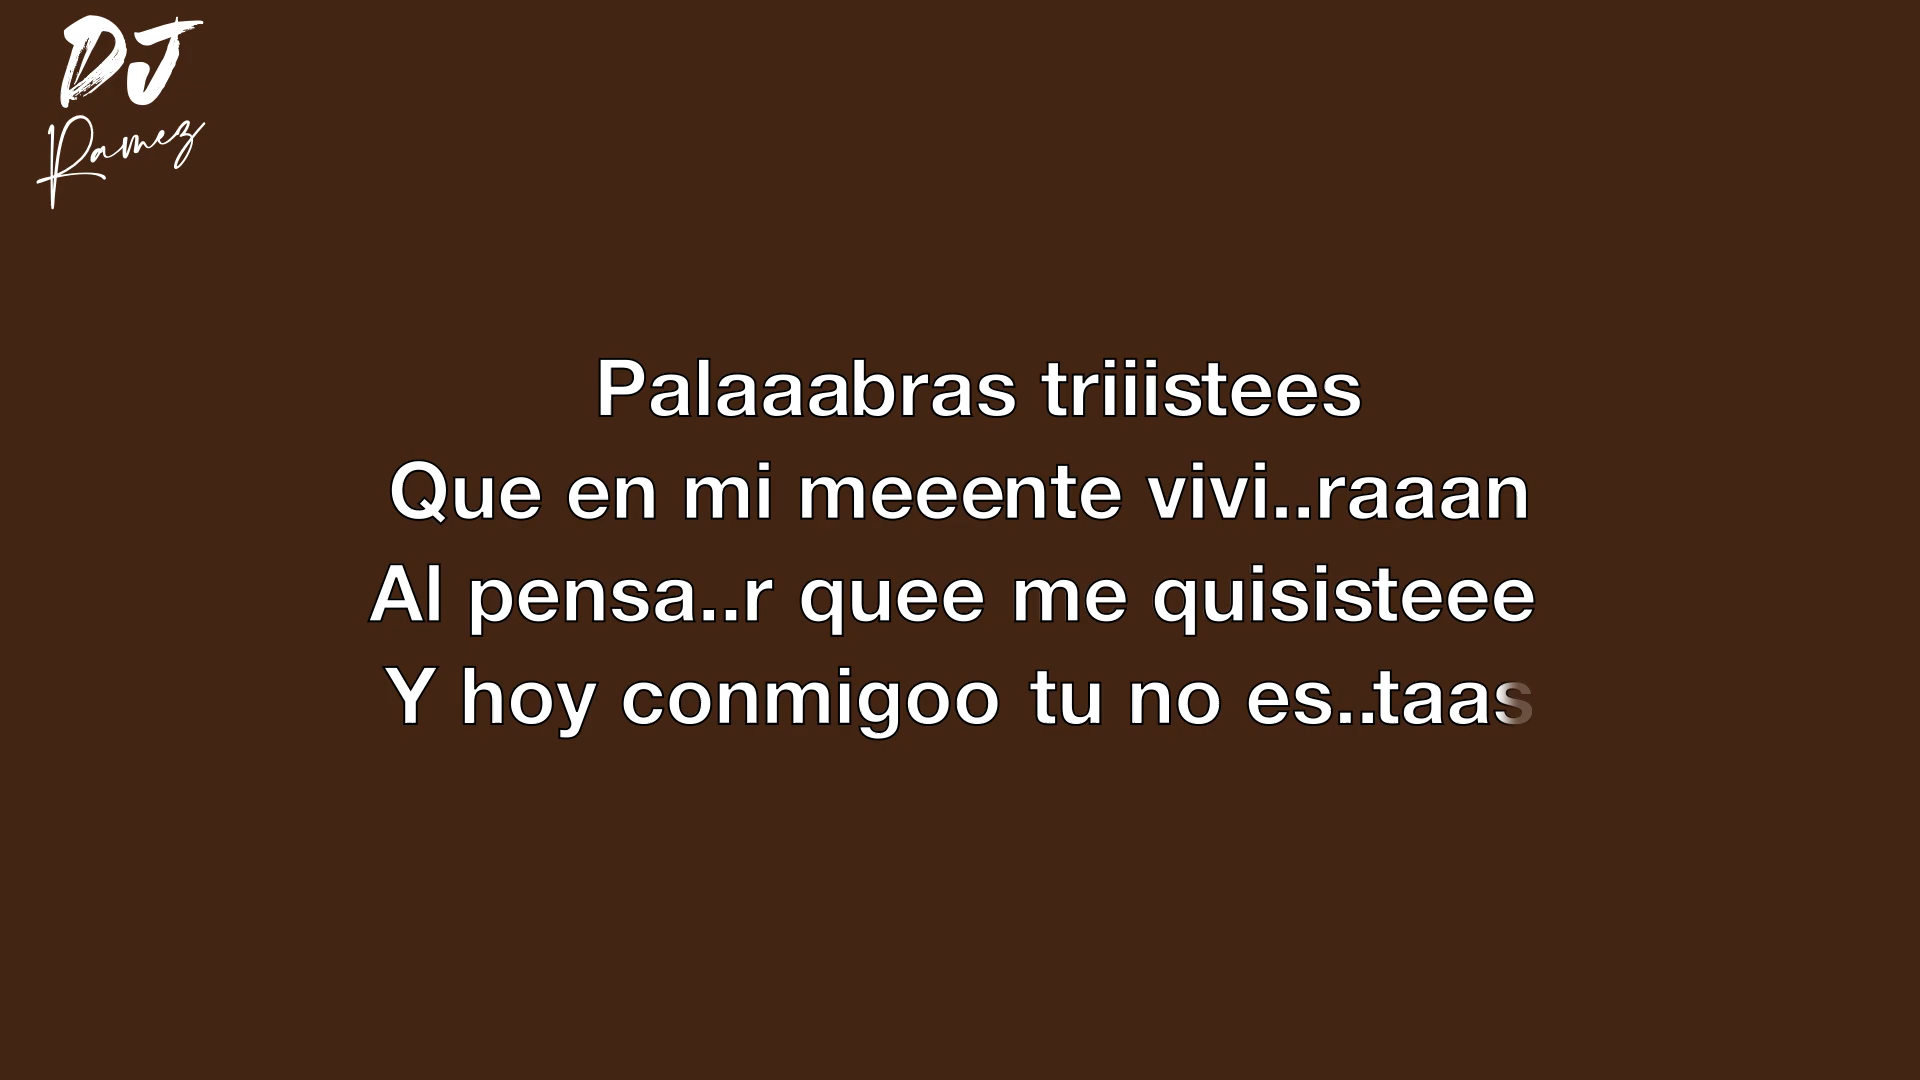 DJ
Ramez
Palaaabras triiistees
Que en mi meeente vivi..raaan
Al pensa..r quee me quisisteee
Y hoy conmigoo tu no es..taas